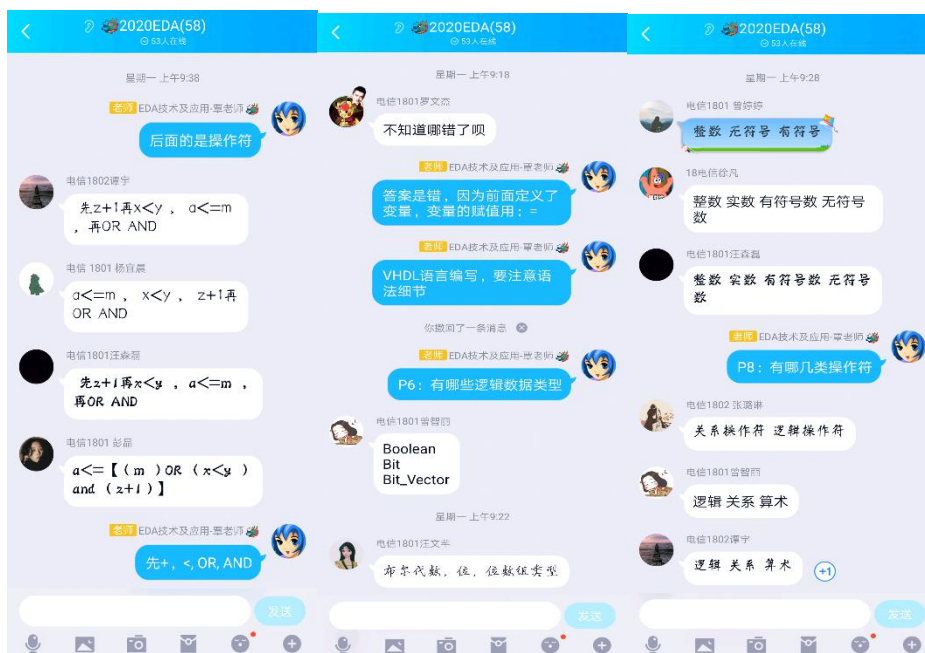 2020EDA(58)
53人在线
星期一 上午9:38
老师 EDA技术及应用-覃老师
后面的是操作符
电信1802谭宇
先z+1再x<y， a<=m
，再OR AND
电信 1801 杨宜晨
a<=m ， x<y ， z+1再
OR AND
电信1801汪森磊
先z+1再x<y ，a<=m ，
再OR AND
电信1801 彭磊
a<=【（m ）OR （x<y ）
and （z+1）】
老师 EDA技术及应用-覃老师
先+，<, OR, AND
发送
2020EDA(58)
53人在线
星期一 上午9:18
电信1801罗文杰
不知道哪错了呗
老师 EDA技术及应用-覃老师
答案是错，因为前面定义了
变量，变量的赋值用：=
老师 EDA技术及应用-覃老师
VHDL语言编写，要注意语
法细节
你撤回了一条消息
老师 EDA技术及应用-覃老师
P6：有哪些逻辑数据类型
电信1801曾智丽
Boolean
Bit
Bit_Vector
星期一 上午9:22
电信1801汪文芊
布尔代数，位，位数组类型
发送
2020EDA(58)
53人在线
星期一 上午9:28
电信1801 曾婷婷
整数 无符号 有符号
18电信徐凡
整数 实数 有符号数 无符号
数
电信1801汪森磊
整数 实数 有符号数 无符号
数
老师 EDA技术及应用-覃老师
P8：有哪几类操作符
电信1802 张璐琳
关系操作符 逻辑操作符
电信1801曾智丽
逻辑 关系 算术
电信1802谭宇
逻辑 关系 算术
+1
发送